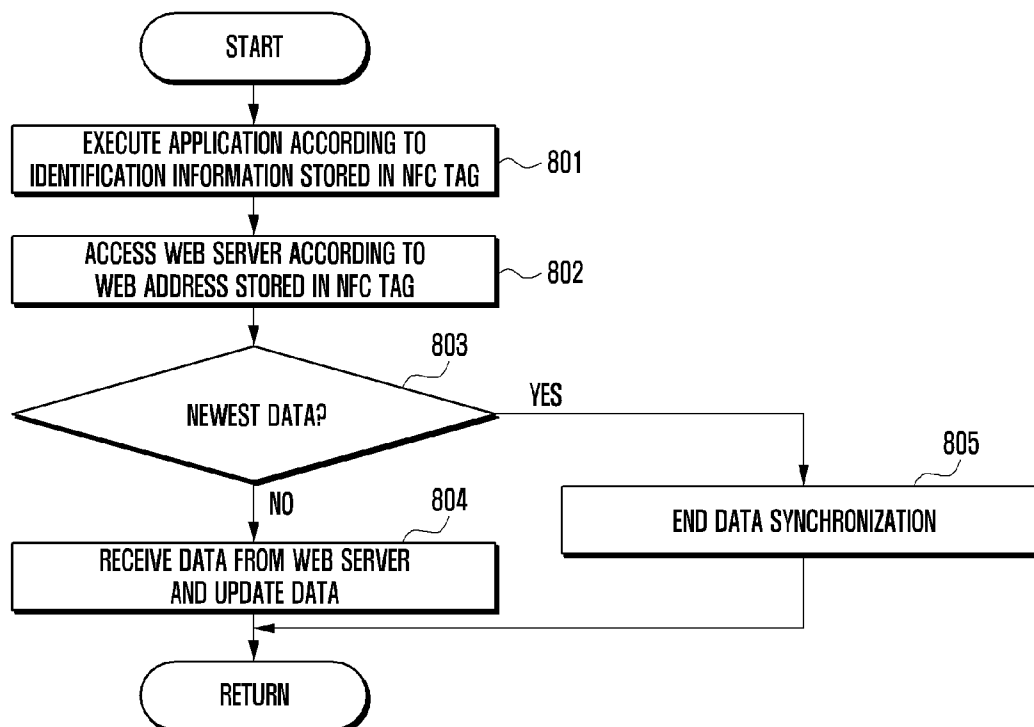 START
EXECUTE APPLICATION ACCORDING TO
IDENTIFICATION INFORMATION STORED IN NFC TAG
801
ACCESS WEB SERVER ACCORDING TO
WEB ADDRESS STORED IN NFC TAG
802
803
NEWEST DATA?
YES
NO
804
RECEIVE DATA FROM WEB SERVER
AND UPDATE DATA
805
END DATA SYNCHRONIZATION
RETURN